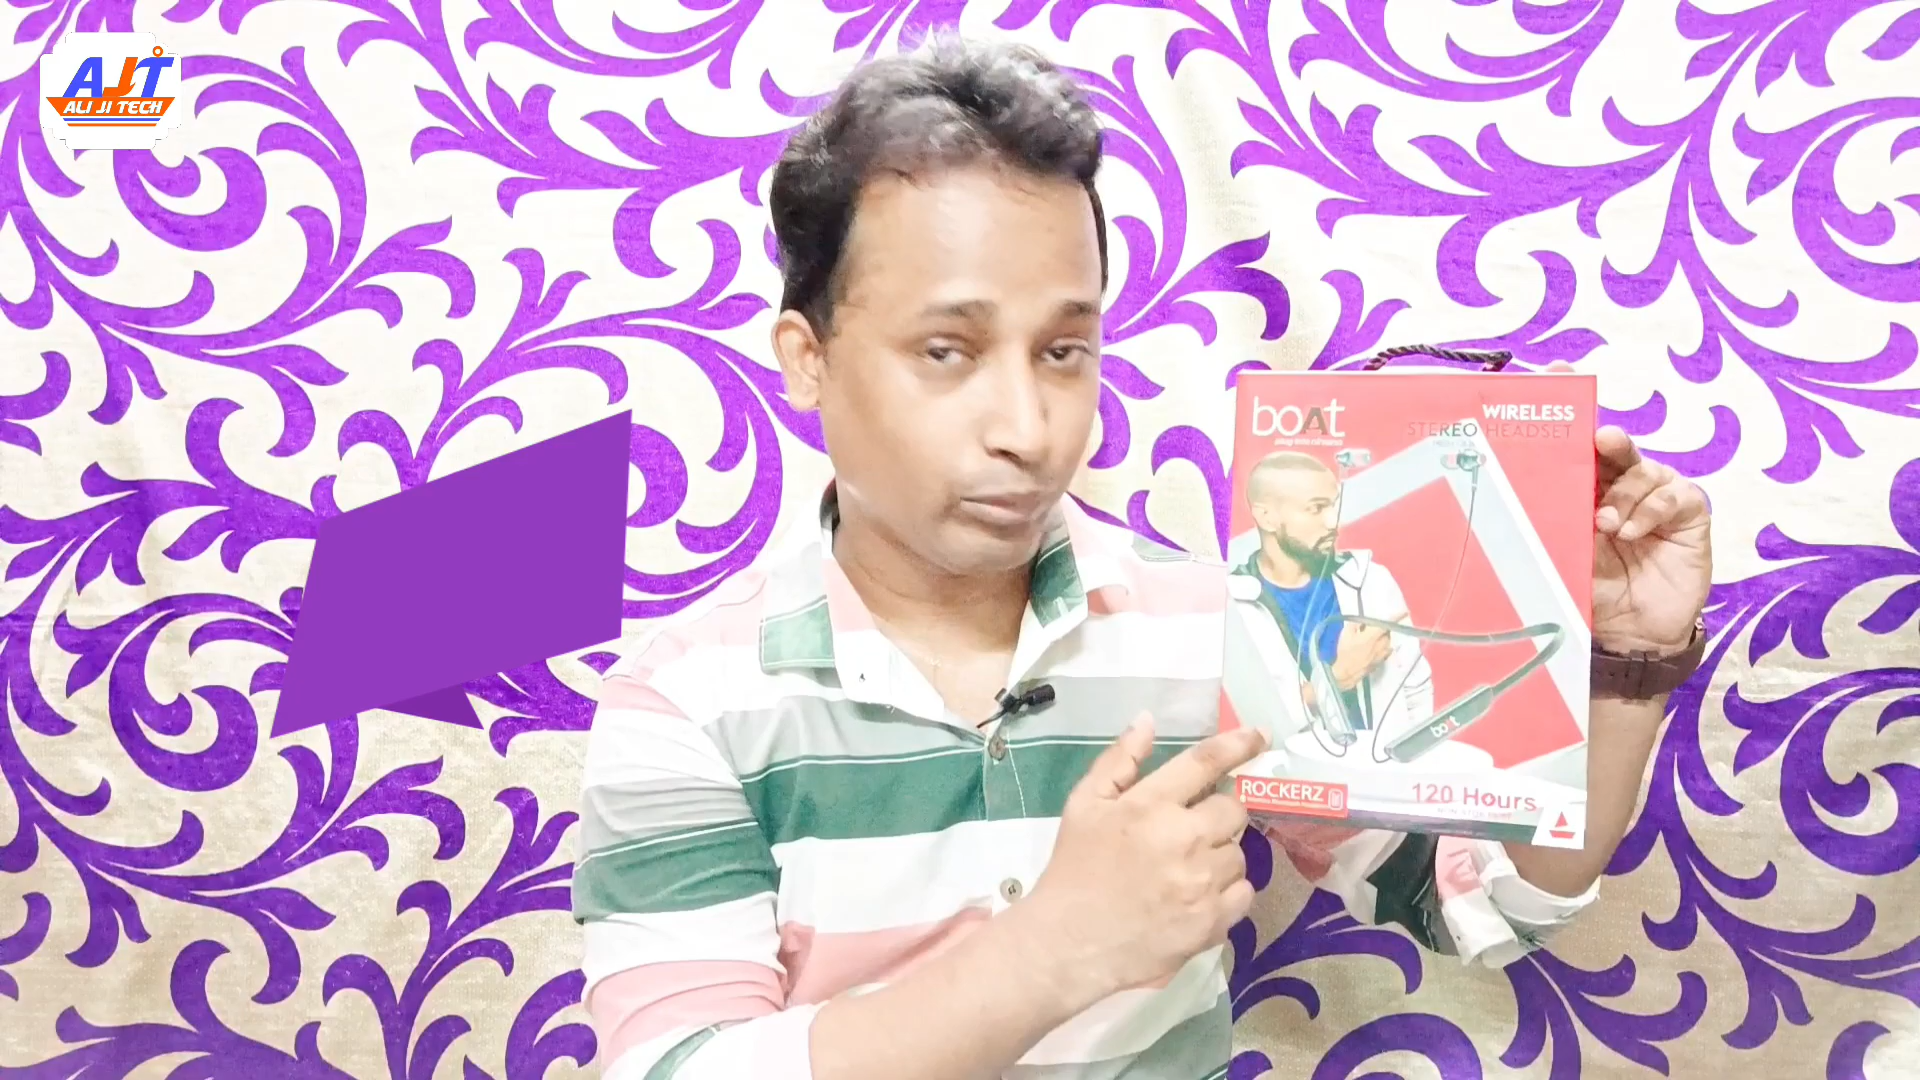 AJT
ALI JI TECH
boAt
WIRELESS
STEREO HEADSET
boAt
ROCKERZ
120 Hours